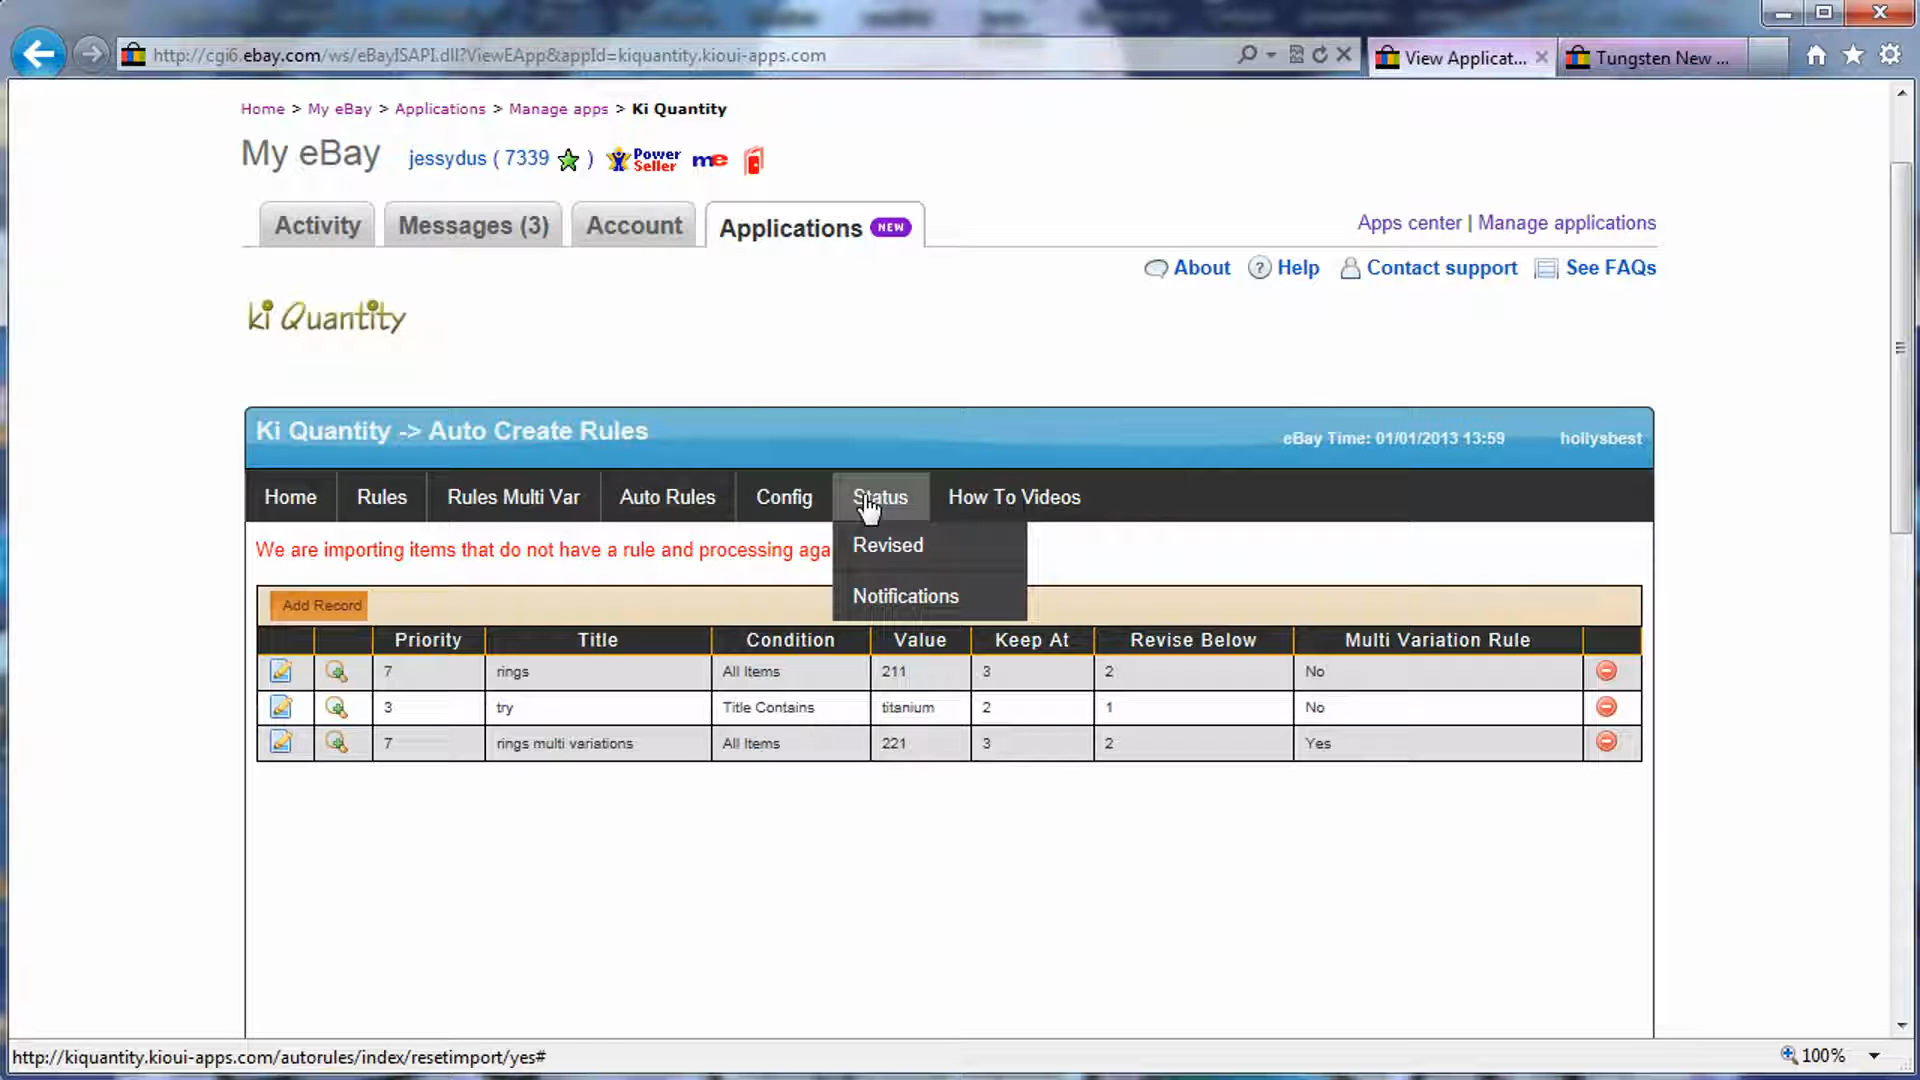 http://cgi6.ebay.com/ws/eBayISAPI.dll?ViewEApp&appId=kiquantity.kioui-apps.com
View Applicat...
Tungsten New ...
Home > My eBay > Applications > Manage apps > Ki Quantity
My eBay jessydus ( 7339 ) Power Seller me
Activity Messages (3) Account Applications NEW
Apps center | Manage applications
About Help Contact support See FAQs
ki Quantity
Ki Quantity -> Auto Create Rules eBay Time: 01/01/2013 13:59 hollysbest
Home Rules Rules Multi Var Auto Rules Config Status How To Videos
Revised
Notifications
We are importing items that do not have a rule and processing aga
Add Record
Priority Title Condition Value Keep At Revise Below Multi Variation Rule
7 rings All Items 211 3 2 No
3 try Title Contains titanium 2 1 No
7 rings multi variations All Items 221 3 2 Yes
http://kiquantity.kioui-apps.com/autorules/index/resetimport/yes#
100%